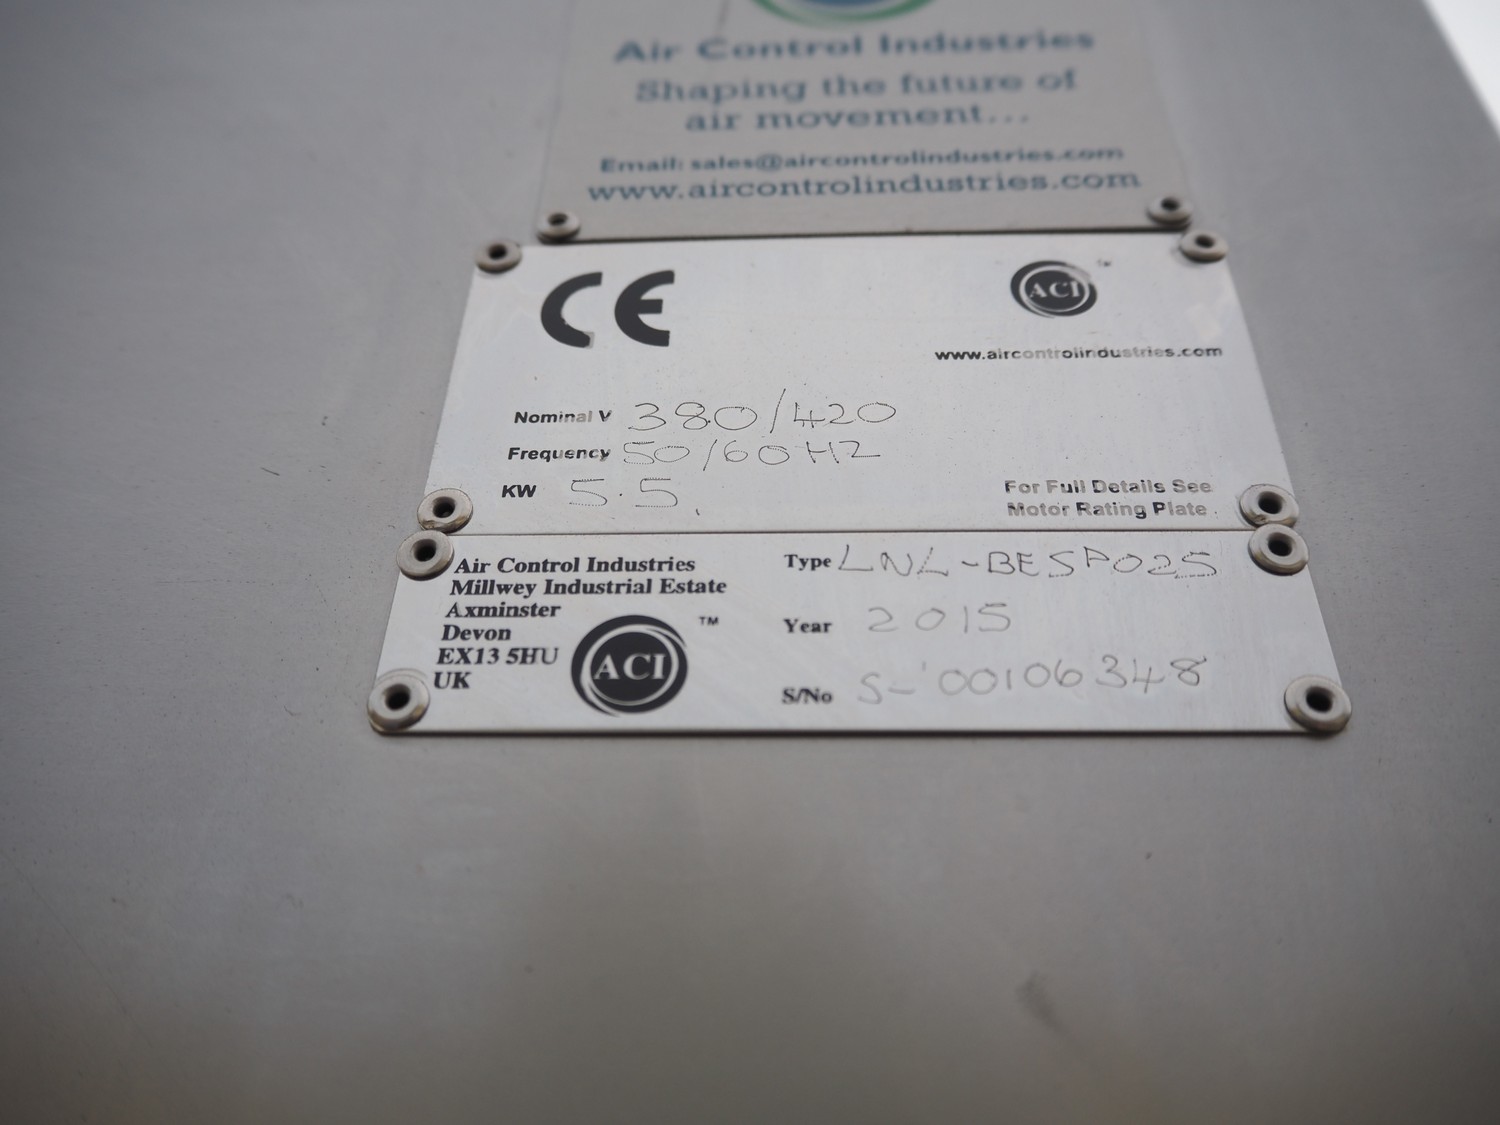 Air Control Industries
Shaping the future of
air movement...
Email: sales@aircontrolindustries.com
www.aircontrolindustries.com
CE
ACI ™
www.aircontrolindustries.com
Nominal V 380/420
Frequency 50/60HZ
KW 5.5
For Full Details See
Motor Rating Plate.
Air Control Industries
Millwey Industrial Estate
Axminster
Devon
EX13 5HU
UK
ACI ™
Type LNL-BESP025
Year 2015
S/No S-00106348